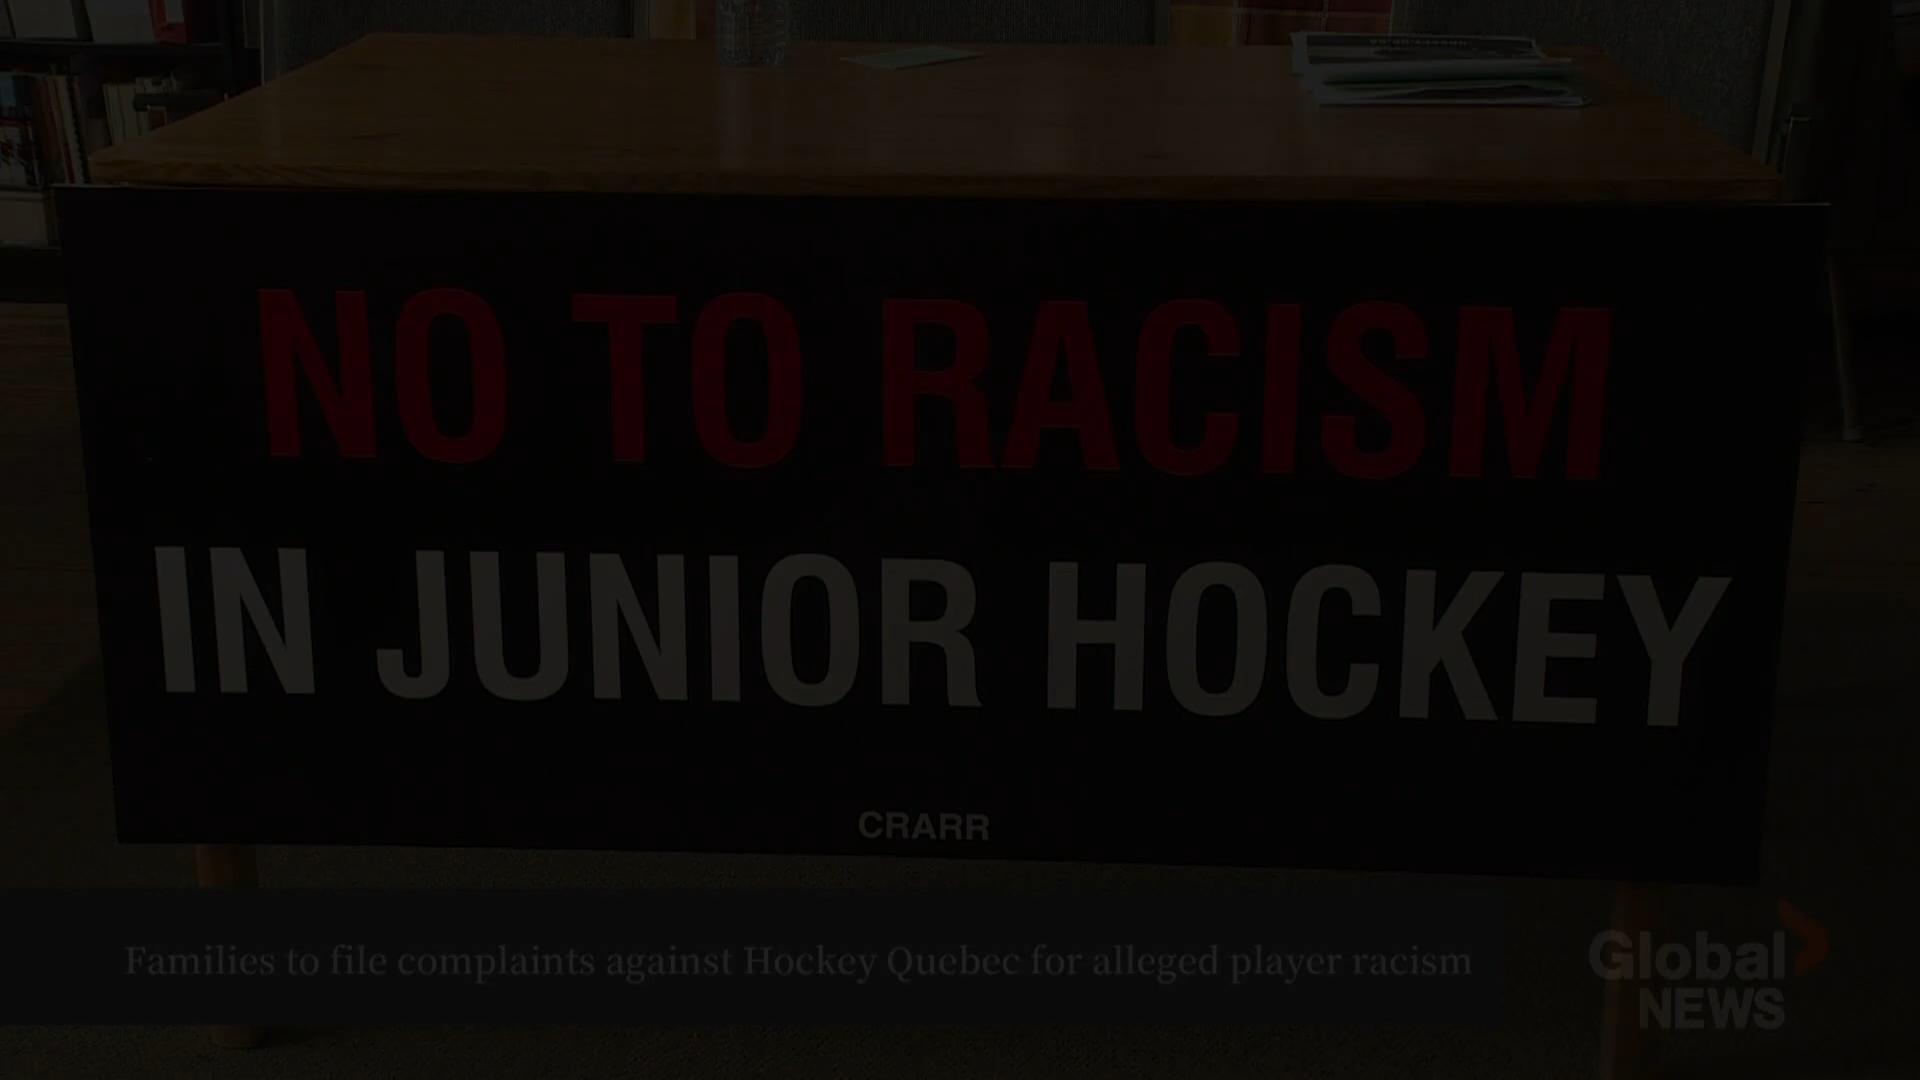 NO TO RACISM
IN JUNIOR HOCKEY
CRARR
Families to file complaints against Hockey Quebec for alleged player racism
Global
NEWS